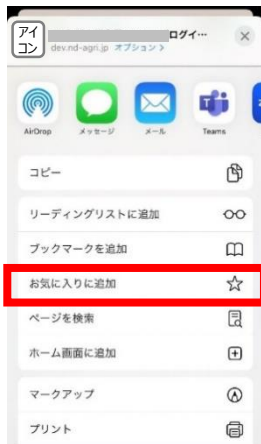 アイ
コン
ログイ…
dev.nd-agri.jp オプション >
AirDrop メッセージ メール Teams
コピー
リーディングリストに追加
ブックマークを追加
お気に入りに追加
ページを検索
ホーム画面に追加
マークアップ
プリント